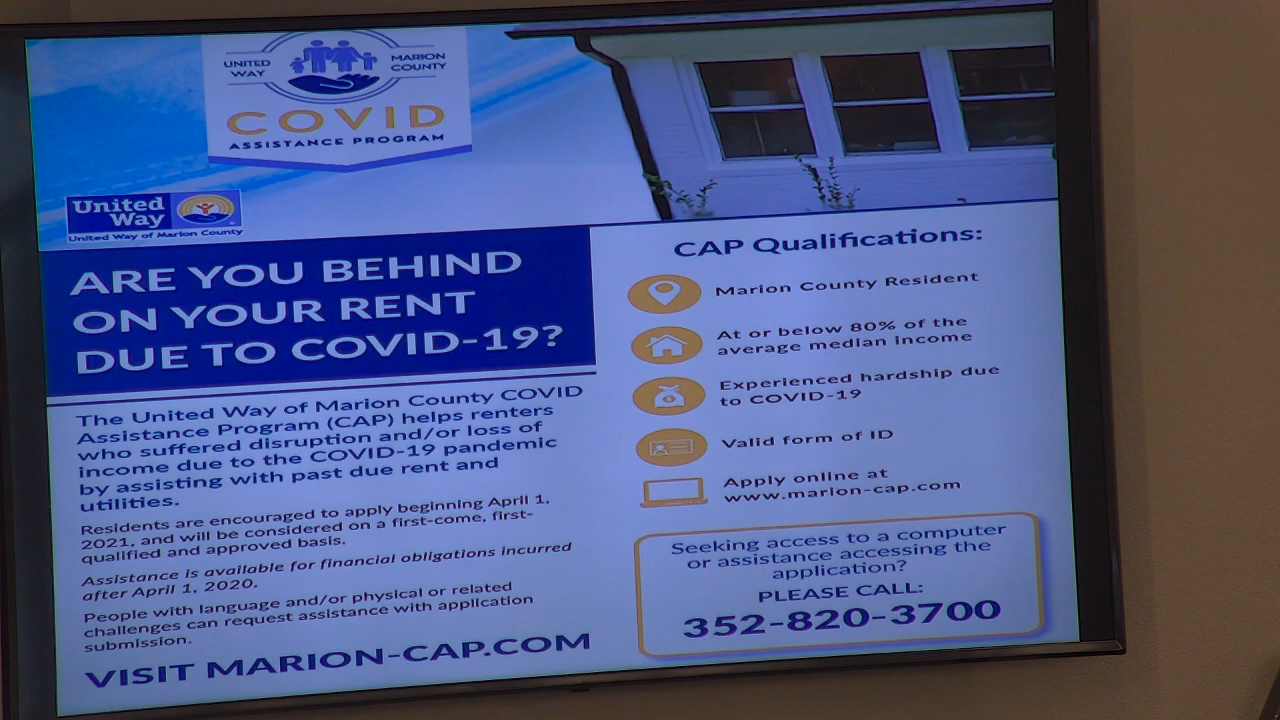 UNITED WAY
MARION COUNTY
COVID
ASSISTANCE PROGRAM
United Way
United Way of Marion County
ARE YOU BEHIND
ON YOUR RENT
DUE TO COVID-19?
The United Way of Marion County COVID
Assistance Program (CAP) helps renters
who suffered disruption and/or loss of
income due to the COVID-19 pandemic
by assisting with past due rent and
utilities.
Residents are encouraged to apply beginning April 1,
2021, and will be considered on a first-come, first-
qualified and approved basis.
Assistance is available for financial obligations incurred
after April 1, 2020.
People with language and/or physical or related
challenges can request assistance with application
submission.
VISIT MARION-CAP.COM
CAP Qualifications:
Marion County Resident
At or below 80% of the
average median income
Experienced hardship due
to COVID-19
Valid form of ID
Apply online at
www.marion-cap.com
Seeking access to a computer
or assistance accessing the
application?
PLEASE CALL:
352-820-3700